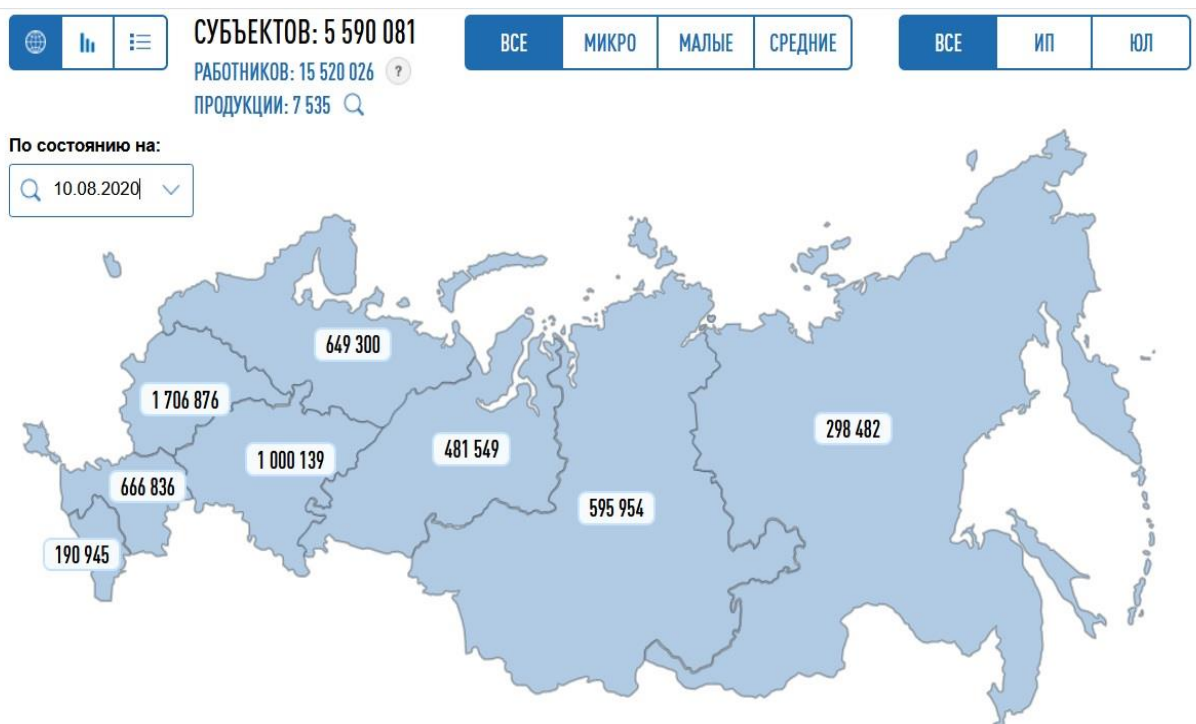 СУБЪЕКТОВ: 5 590 081
РАБОТНИКОВ: 15 520 026 ?
ПРОДУКЦИИ: 7 535
ВСЕ МИКРО МАЛЫЕ СРЕДНИЕ
ВСЕ ИП ЮЛ
По состоянию на:
10.08.2020
649 300
1 706 876
298 482
481 549
1 000 139
666 836
595 954
190 945